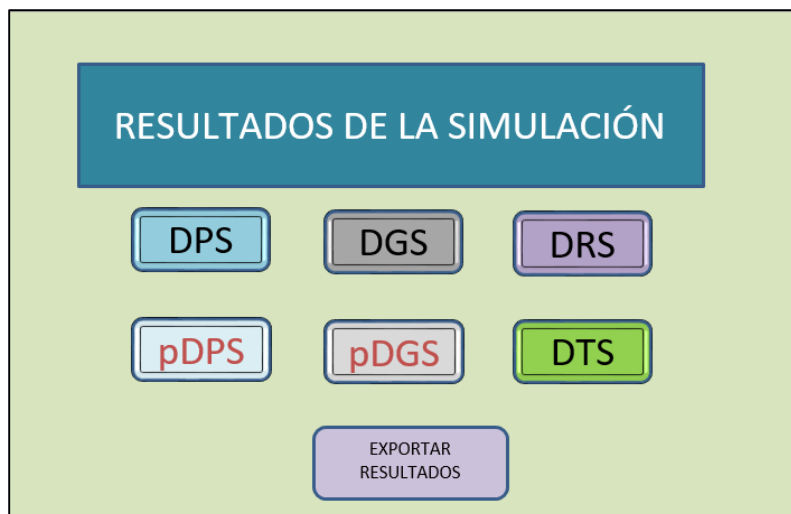 RESULTADOS DE LA SIMULACIÓN
DPS DGS DRS
pDPS pDGS DTS
EXPORTAR
RESULTADOS